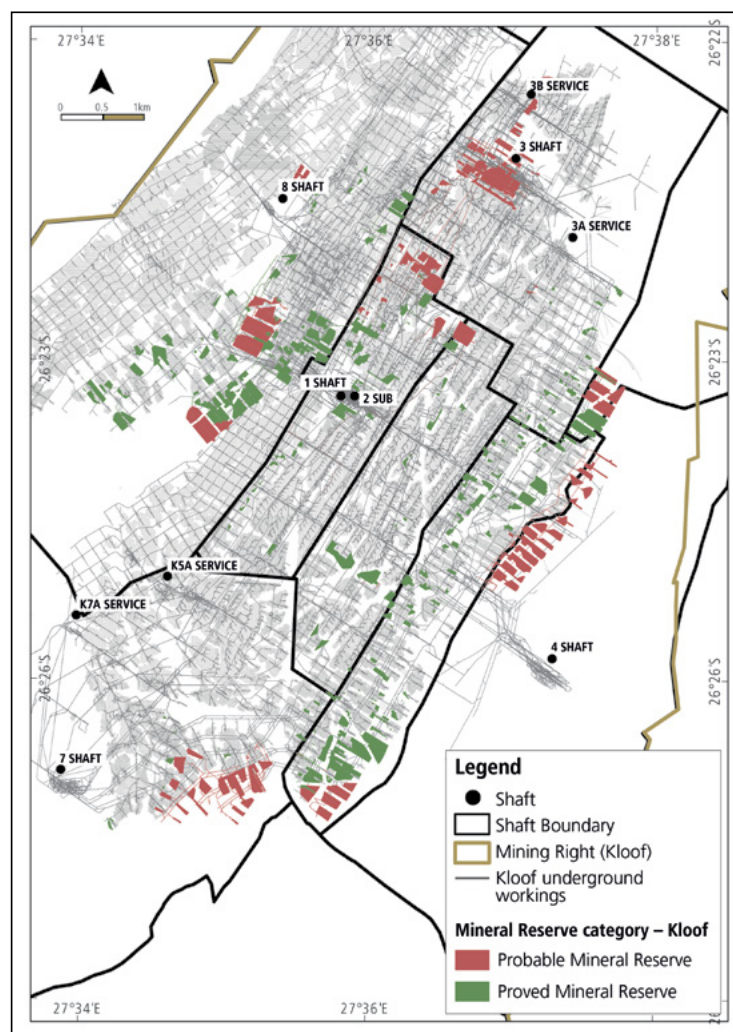 27°34'E 27°36'E 27°38'E
26°22'S
0 0.5 1km
3B SERVICE
3 SHAFT
8 SHAFT
3A SERVICE
26°23'S 26°23'S
1 SHAFT 2 SUB
K5A SERVICE
K7A SERVICE
4 SHAFT
26°26'S 26°26'S
7 SHAFT
Legend
Shaft
Shaft Boundary
Mining Right (Kloof)
Kloof underground
workings
Mineral Reserve category – Kloof
Probable Mineral Reserve
Proved Mineral Reserve
27°34'E 27°36'E